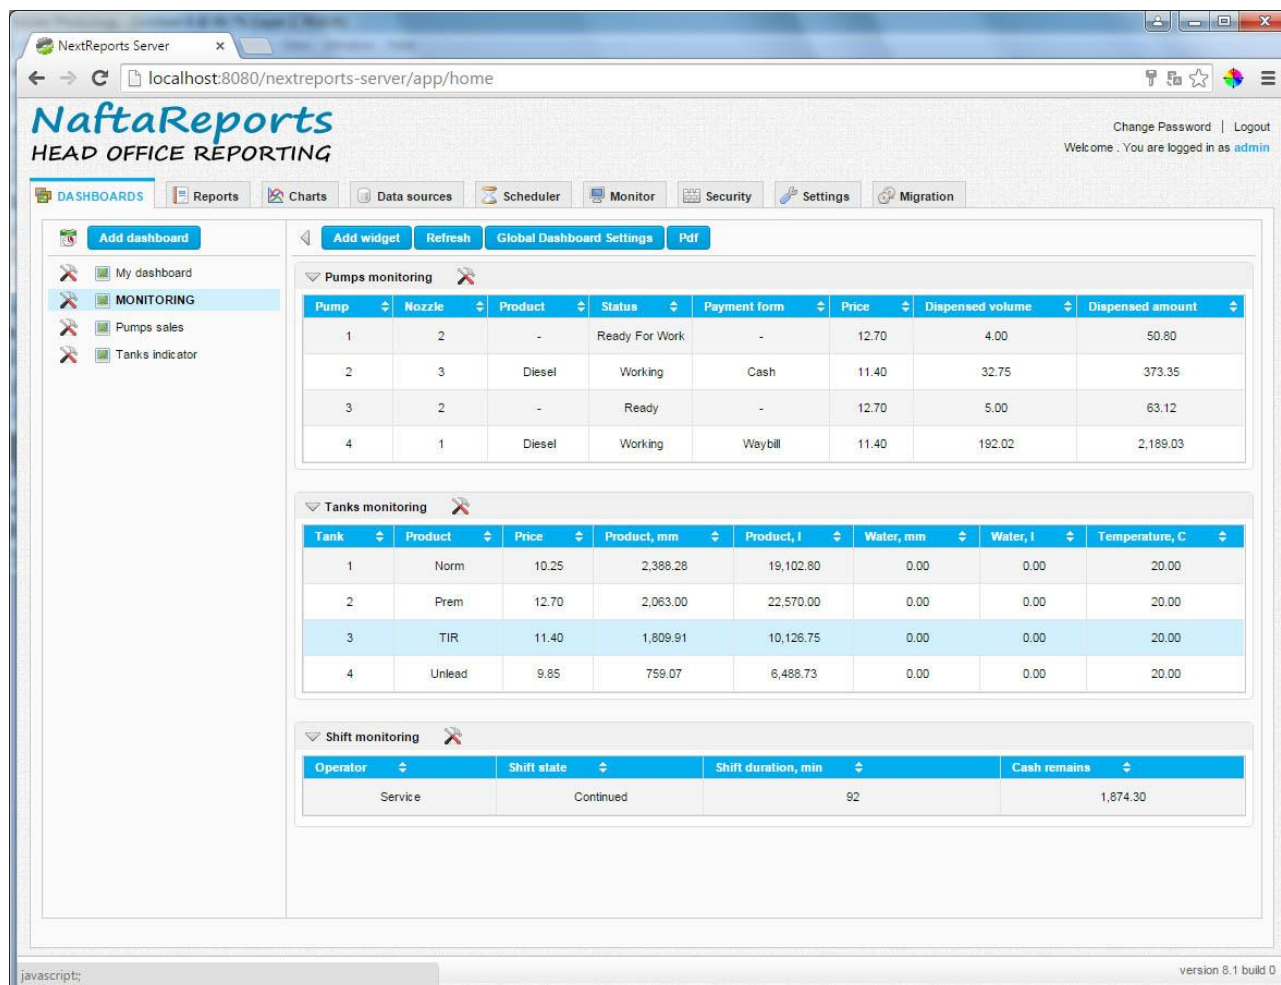 NextReports Server
localhost:8080/nextreports-server/app/home
NaftaReports
HEAD OFFICE REPORTING
Change Password | Logout
Welcome . You are logged in as admin
DASHBOARDS Reports Charts Data sources Scheduler Monitor Security Settings Migration
Add dashboard
My dashboard
MONITORING
Pumps sales
Tanks indicator
Add widget Refresh Global Dashboard Settings Pdf
Pumps monitoring
Pump Nozzle Product Status Payment form Price Dispensed volume Dispensed amount
1 2 - Ready For Work - 12.70 4.00 50.80
2 3 Diesel Working Cash 11.40 32.75 373.35
3 2 - Ready - 12.70 5.00 63.12
4 1 Diesel Working Waybill 11.40 192.02 2,189.03
Tanks monitoring
Tank Product Price Product, mm Product, l Water, mm Water, l Temperature, C
1 Norm 10.25 2,388.28 19,102.80 0.00 0.00 20.00
2 Prem 12.70 2,063.00 22,570.00 0.00 0.00 20.00
3 TIR 11.40 1,809.91 10,126.75 0.00 0.00 20.00
4 Unlead 9.85 759.07 6,488.73 0.00 0.00 20.00
Shift monitoring
Operator Shift state Shift duration, min Cash remains
Service Continued 92 1,874.30
javascript:;
version 8.1 build 0